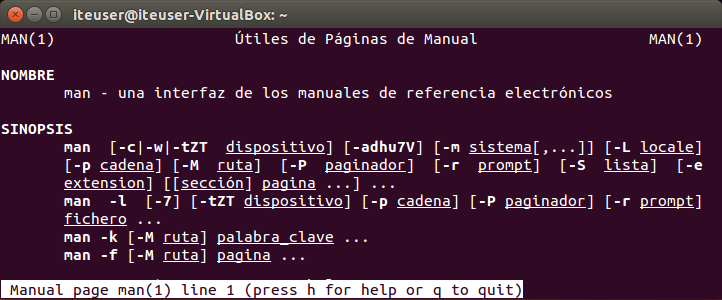 iteuser@iteuser-VirtualBox: ~
MAN(1) Útiles de Páginas de Manual MAN(1)
NOMBRE
man - una interfaz de los manuales de referencia electrónicos
SINOPSIS
man [-c|-w|-tZT dispositivo] [-adhu7V] [-m sistema[,...]] [-L locale]
[-p cadena] [-M ruta] [-P paginador] [-r prompt] [-S lista] [-e
extension] [[sección] pagina ...] ...
man -l [-7] [-tZT dispositivo] [-p cadena] [-P paginador] [-r prompt]
fichero ...
man -k [-M ruta] palabra_clave ...
man -f [-M ruta] pagina ...
Manual page man(1) line 1 (press h for help or q to quit)